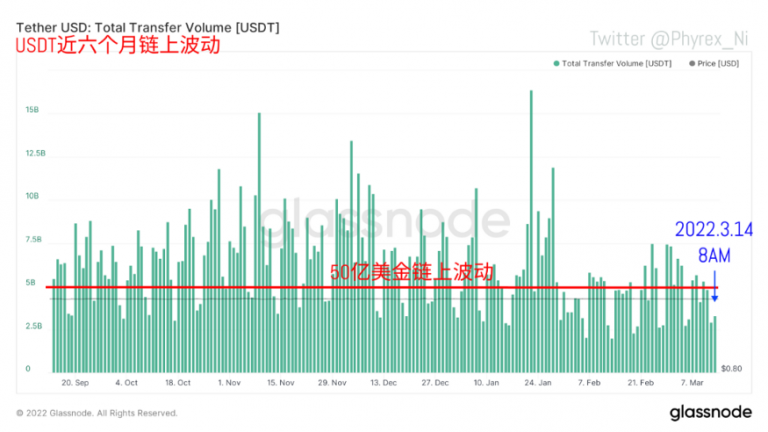 Tether USD: Total Transfer Volume [USDT]
USDT近六个月链上波动
Twitter @Phyrex_Ni
Total Transfer Volume [USDT] Price [USD]
15B
12.5B
10B
7.5B
5B
2.5B
0
glassnode
2022.3.14
8AM
50亿美金链上波动
$0.80
20. Sep 4. Oct 18. Oct 1. Nov 15. Nov 29. Nov 13. Dec 27. Dec 10. Jan 24. Jan 7. Feb 21. Feb 7. Mar
© 2022 Glassnode. All Rights Reserved.
glassnode